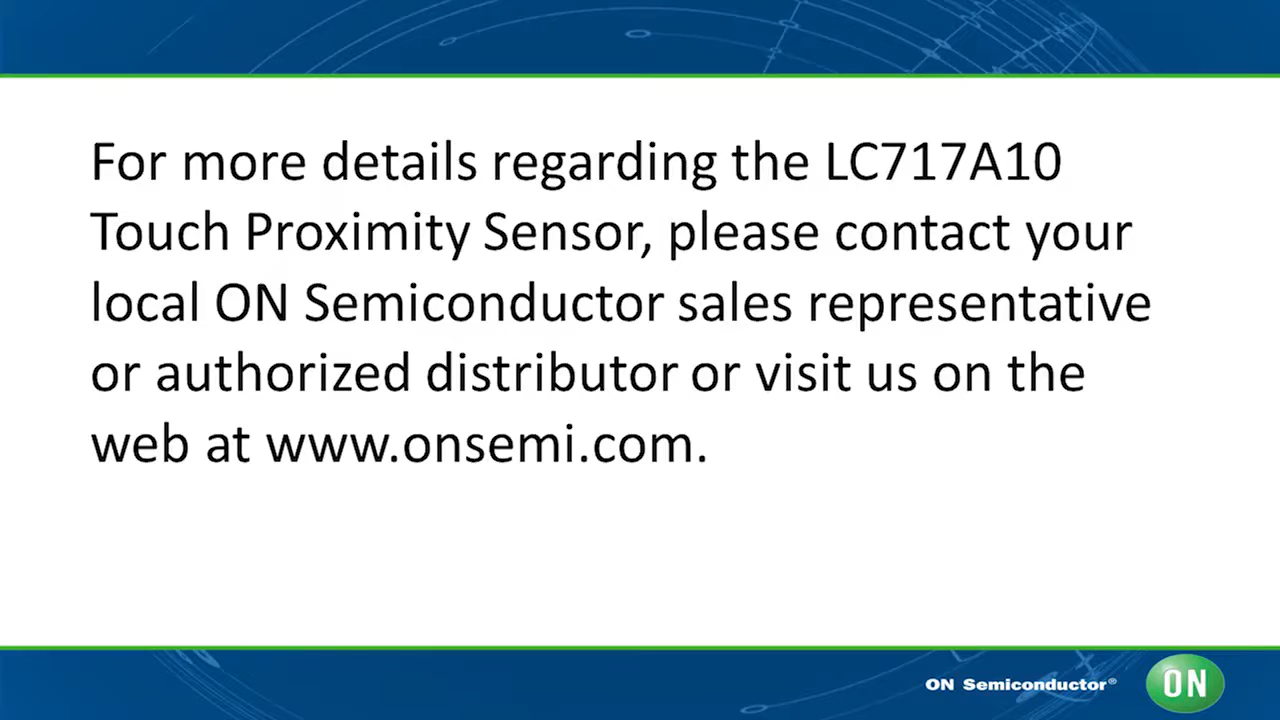 For more details regarding the LC717A10
Touch Proximity Sensor, please contact your
local ON Semiconductor sales representative
or authorized distributor or visit us on the
web at www.onsemi.com.
ON Semiconductor®
ON